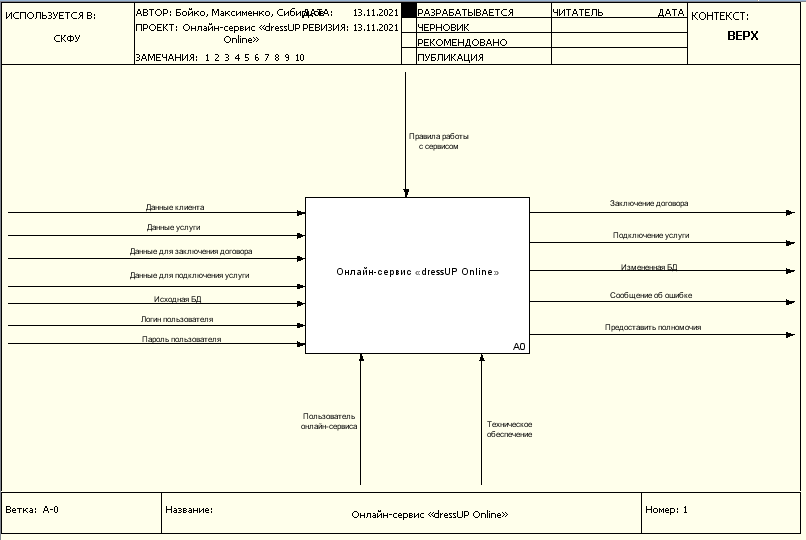 ИСПОЛЬЗУЕТСЯ В:
СКФУ
АВТОР: Бойко, Максименко,
ДАТА: 13.11.2021
ПРОЕКТ: Онлайн-сервис «dressUP
Online»
РЕВИЗИЯ: 13.11.2021
ЗАМЕЧАНИЯ: 1 2 3 4 5 6 7 8 9 10
РАЗРАБАТЫВАЕТСЯ
ЧЕРНОВИК
РЕКОМЕНДОВАНО
ПУБЛИКАЦИЯ
ЧИТАТЕЛЬ ДАТА
КОНТЕКСТ:
ВЕРХ
Правила работы
с сервисом
Данные клиента
Данные услуги
Данные для заключения договора
Данные для подключения услуги
Исходная БД
Логин пользователя
Пароль пользователя
Онлайн-сервис «dressUP Online»
A0
Заключение договора
Подключение услуги
Измененная БД
Сообщение об ошибке
Предоставить полномочия
Пользователь
онлайн-сервиса
Техническое
обеспечение
Ветка: A-0
Название:
Онлайн-сервис «dressUP Online»
Номер: 1